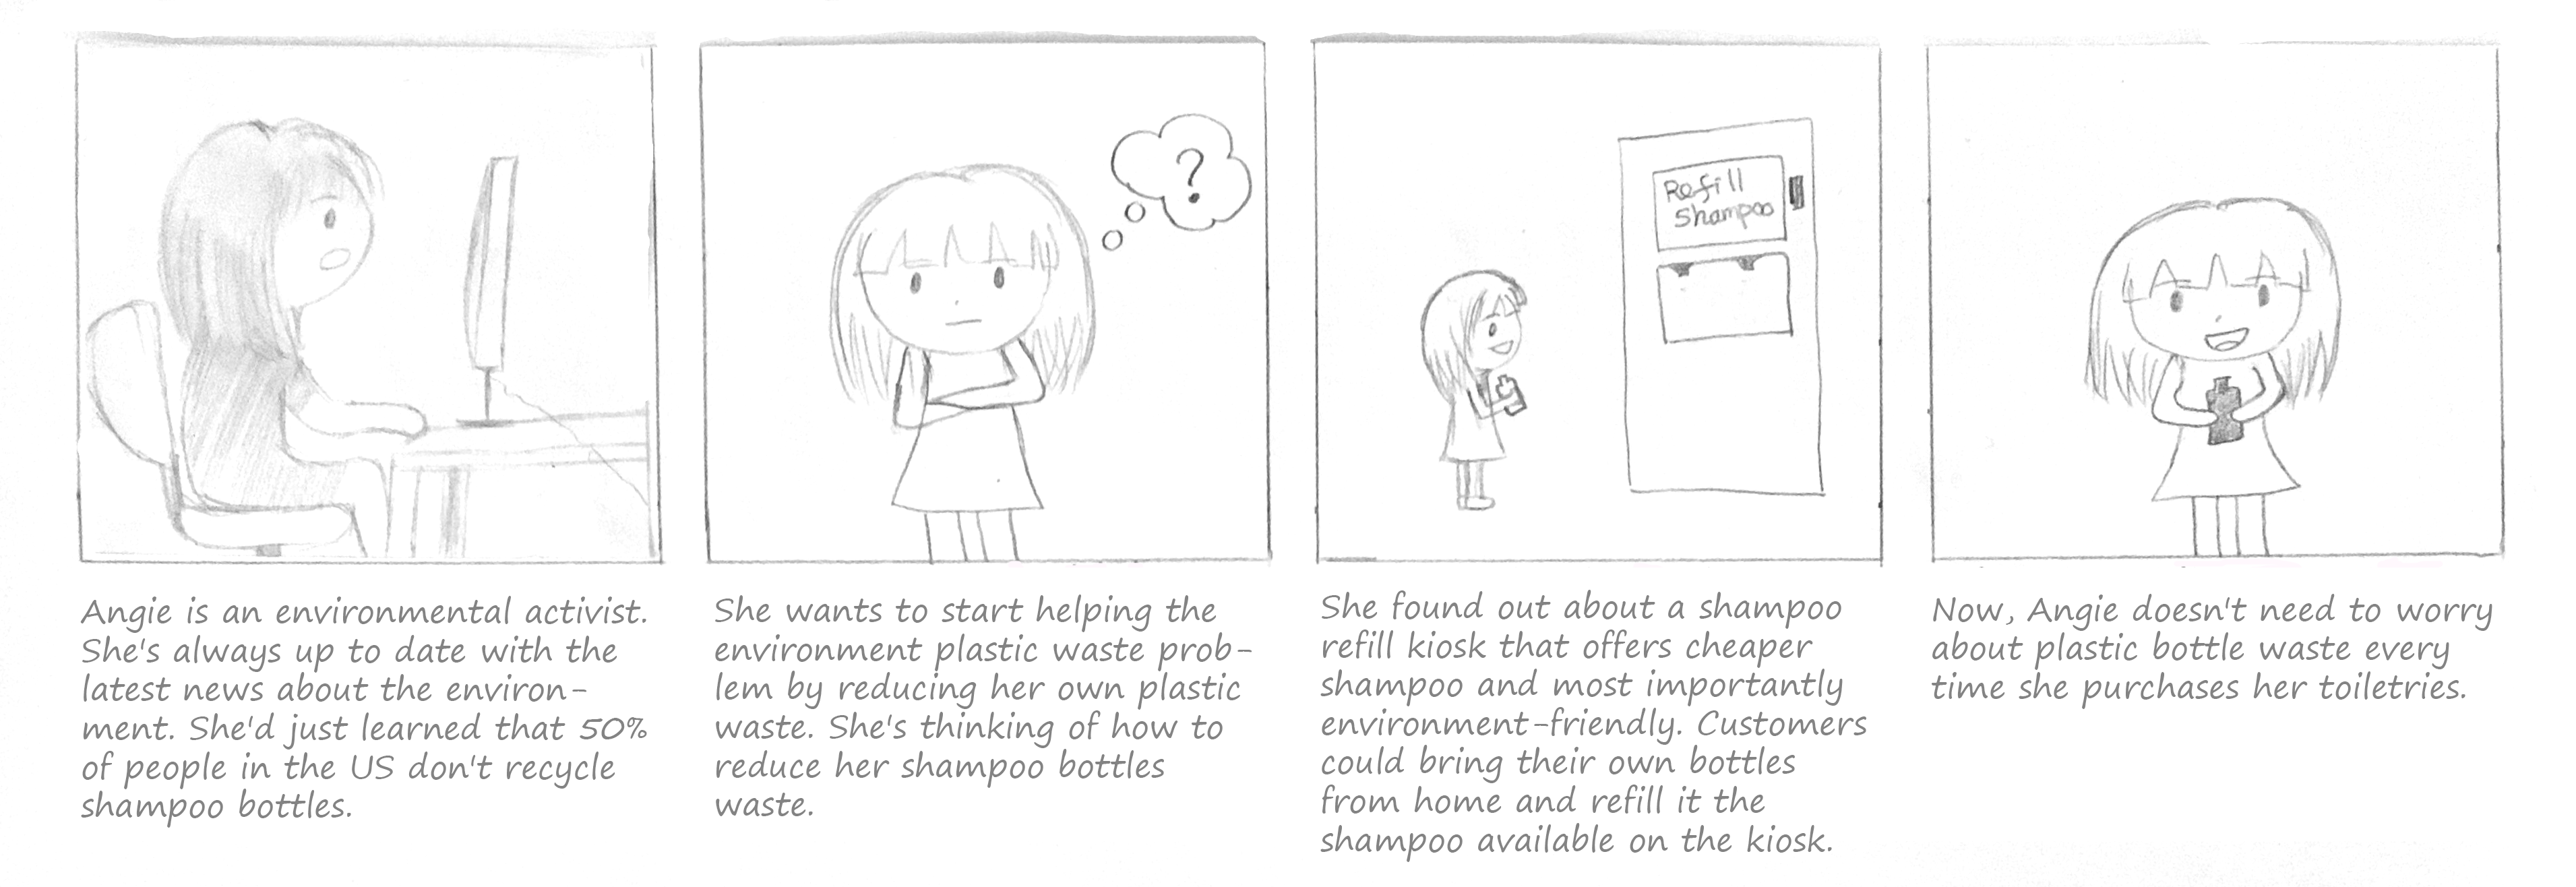 ?
Refill
Shampoo
Angie is an environmental activist.
She's always up to date with the
latest news about the environ-
ment. She'd just learned that 50%
of people in the US don't recycle
shampoo bottles.
She wants to start helping the
environment plastic waste prob-
lem by reducing her own plastic
waste. She's thinking of how to
reduce her shampoo bottles
waste.
She found out about a shampoo
refill kiosk that offers cheaper
shampoo and most importantly
environment-friendly. Customers
could bring their own bottles
from home and refill it the
shampoo available on the kiosk.
Now, Angie doesn't need to worry
about plastic bottle waste every
time she purchases her toiletries.